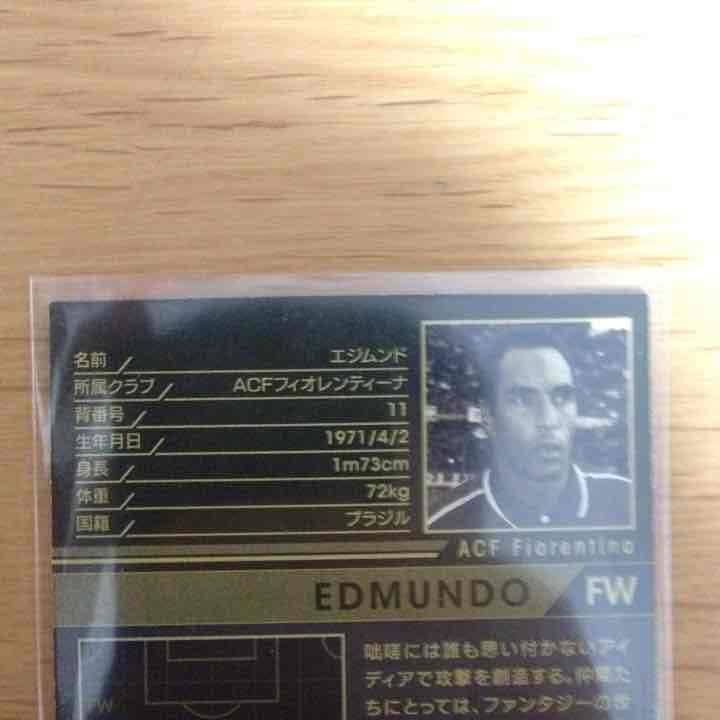 名前 エジムンド
所属クラブ ACFフィオレンティーナ
背番号 11
生年月日 1971/4/2
身長 1m73cm
体重 72kg
国籍 ブラジル
ACF Fiorentina
EDMUNDO FW
FW
咄嗟には誰も思い付かないアイ
ディアで攻撃を創造する。仲間た
ちにとっては、ファンタジーの世